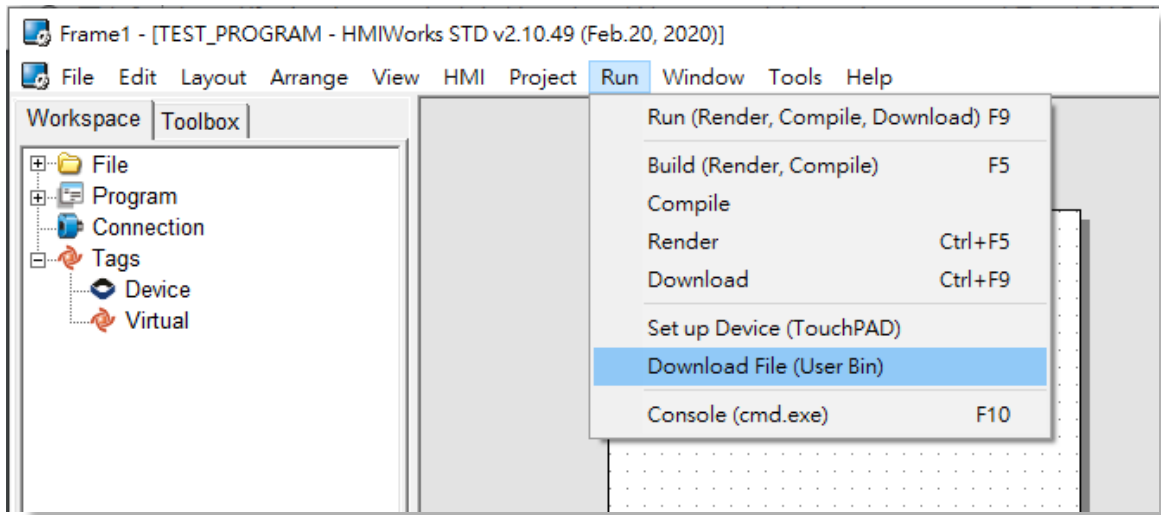 Frame1 - [TEST_PROGRAM - HMIWorks STD v2.10.49 (Feb.20, 2020)]
File Edit Layout Arrange View HMI Project Run Window Tools Help
Workspace Toolbox
File
Program
Connection
Tags
Device
Virtual
Run (Render, Compile, Download) F9
Build (Render, Compile) F5
Compile
Render Ctrl+F5
Download Ctrl+F9
Set up Device (TouchPAD)
Download File (User Bin)
Console (cmd.exe) F10